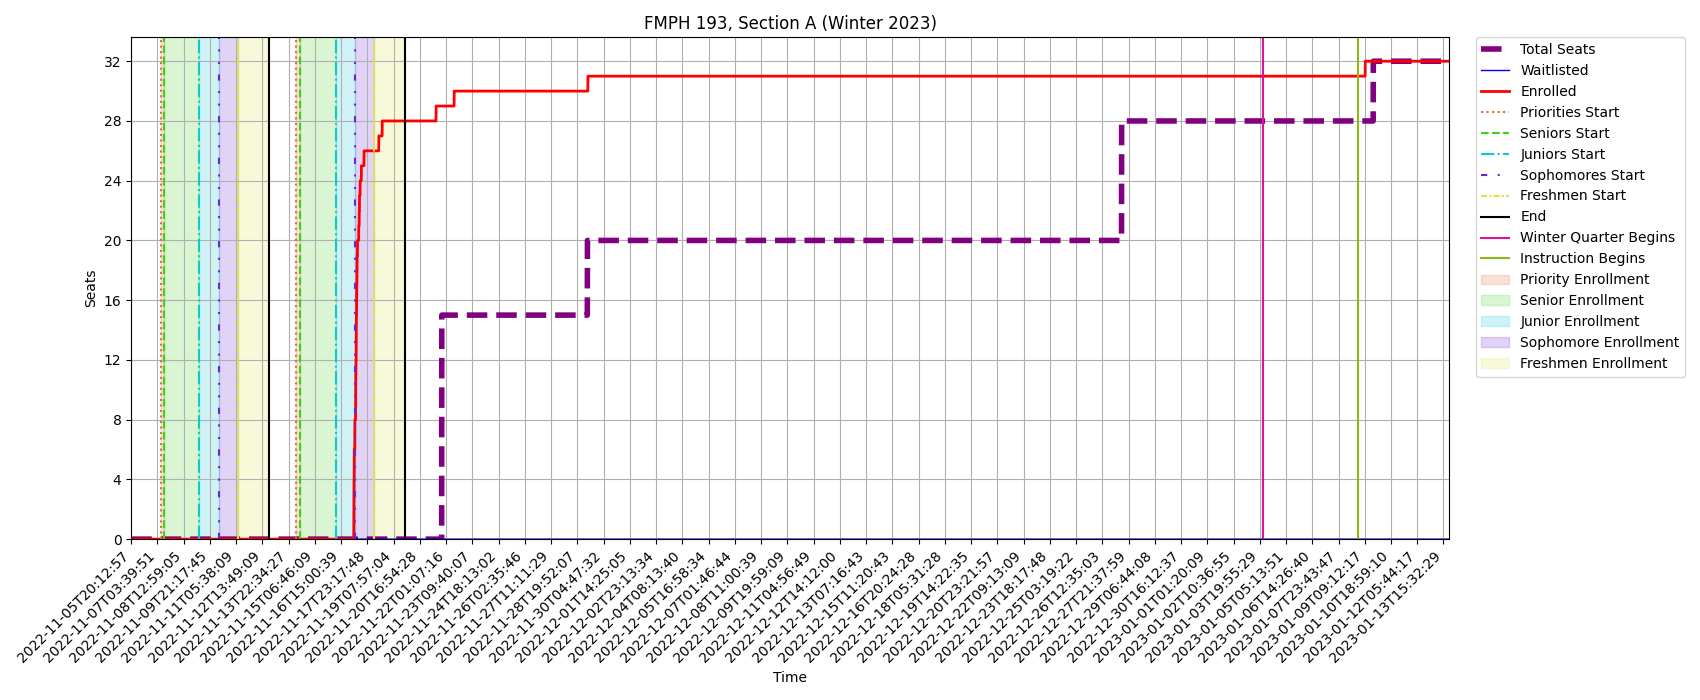 FMPH 193, Section A (Winter 2023)
Seats
32
28
24
20
16
12
8
4
0
2022-11-05T20:12:57
2022-11-07T03:39:51
2022-11-08T12:59:05
2022-11-09T21:17:45
2022-11-11T05:38:09
2022-11-12T13:49:09
2022-11-13T22:34:27
2022-11-15T06:46:09
2022-11-16T15:00:39
2022-11-17T23:17:48
2022-11-19T07:57:04
2022-11-20T16:54:28
2022-11-22T01:07:16
2022-11-23T09:40:07
2022-11-24T18:13:02
2022-11-26T02:35:46
2022-11-27T11:11:29
2022-11-28T19:52:07
2022-11-30T04:47:32
2022-12-01T14:25:05
2022-12-02T23:13:34
2022-12-04T08:13:40
2022-12-05T16:58:34
2022-12-07T01:46:44
2022-12-08T11:00:39
2022-12-09T19:59:09
2022-12-11T04:56:49
2022-12-12T14:12:00
2022-12-13T07:16:43
2022-12-15T11:20:43
2022-12-16T20:24:28
2022-12-18T05:31:28
2022-12-19T14:22:35
2022-12-20T23:21:57
2022-12-22T09:13:09
2022-12-23T18:17:48
2022-12-25T03:19:22
2022-12-26T12:35:03
2022-12-27T21:37:59
2022-12-29T06:44:08
2022-12-30T16:12:37
2023-01-01T01:20:09
2023-01-02T10:36:55
2023-01-03T19:55:29
2023-01-05T05:13:51
2023-01-06T14:26:40
2023-01-07T23:43:47
2023-01-09T09:12:17
2023-01-10T18:59:10
2023-01-12T05:44:17
2023-01-13T15:32:29
Time
Total Seats
Waitlisted
Enrolled
Priorities Start
Seniors Start
Juniors Start
Sophomores Start
Freshmen Start
End
Winter Quarter Begins
Instruction Begins
Priority Enrollment
Senior Enrollment
Junior Enrollment
Sophomore Enrollment
Freshmen Enrollment